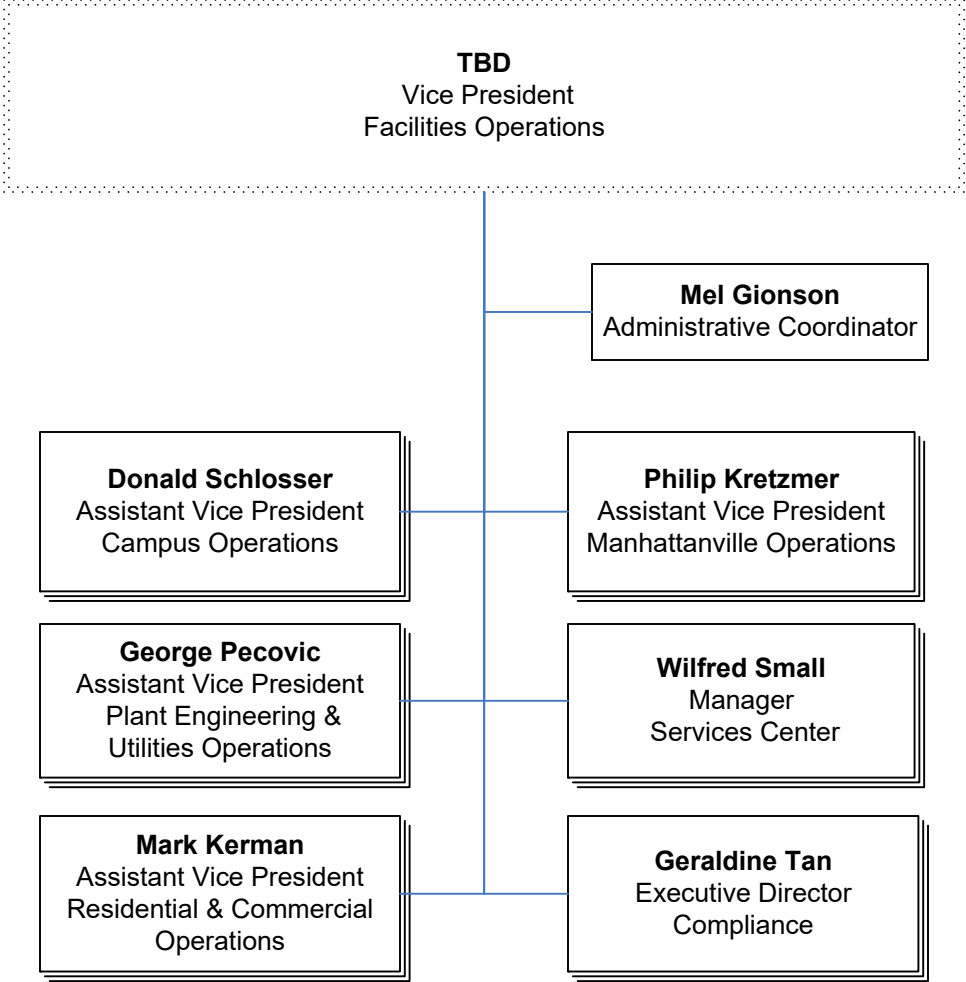 TBD
Vice President
Facilities Operations
Mel Gionson
Administrative Coordinator
Donald Schlosser
Assistant Vice President
Campus Operations
Philip Kretzmer
Assistant Vice President
Manhattanville Operations
George Pecovic
Assistant Vice President
Plant Engineering &
Utilities Operations
Wilfred Small
Manager
Services Center
Mark Kerman
Assistant Vice President
Residential & Commercial
Operations
Geraldine Tan
Executive Director
Compliance